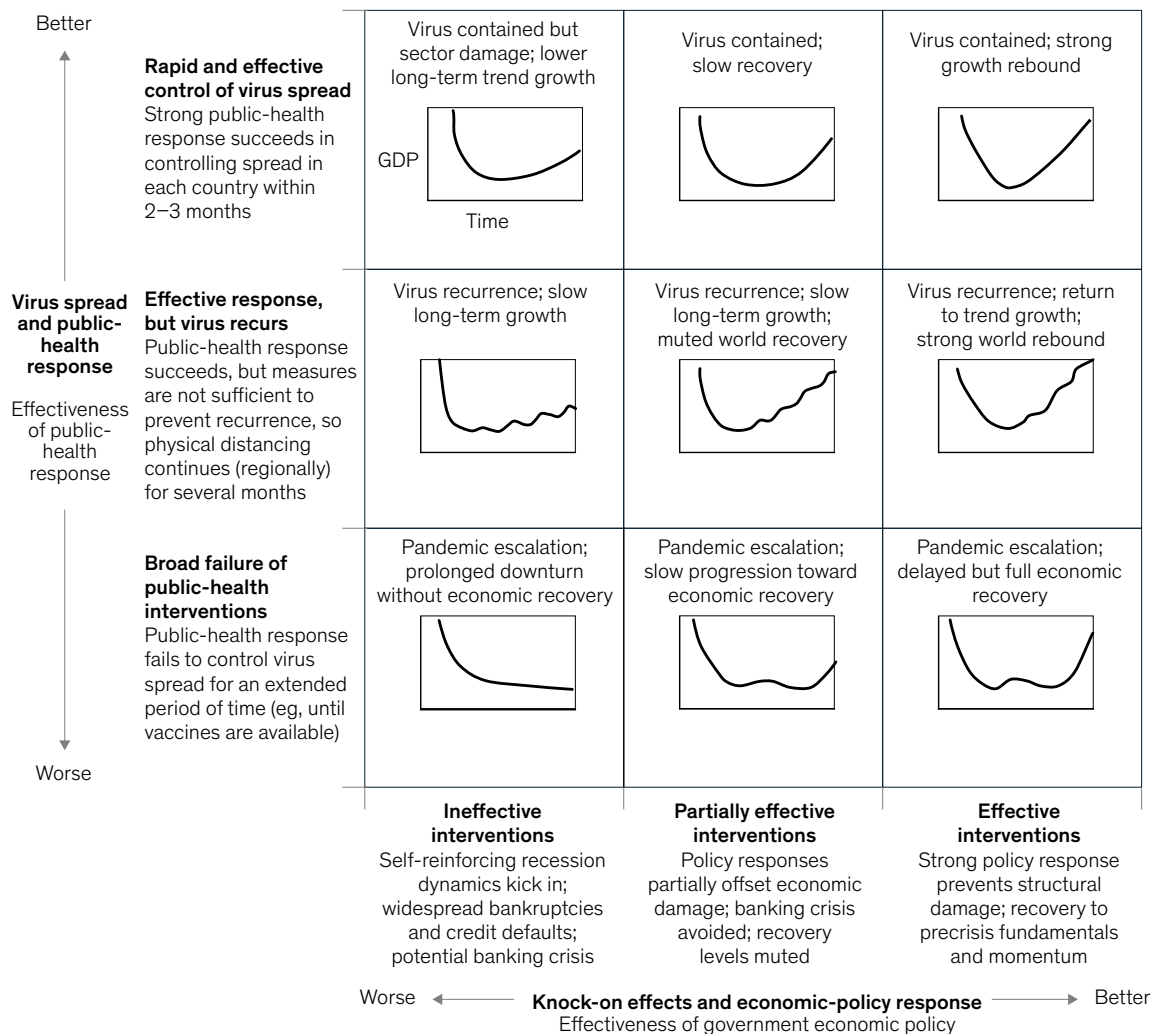 Better
Rapid and effective
control of virus spread
Strong public-health
response succeeds in
controlling spread in
each country within
2–3 months
Virus contained but
sector damage; lower
long-term trend growth
GDP
Time
Virus contained;
slow recovery
Virus contained; strong
growth rebound
Virus spread
and public-
health
response
Effectiveness
of public-
health
response
Effective response,
but virus recurs
Public-health response
succeeds, but measures
are not sufficient to
prevent recurrence, so
physical distancing
continues (regionally)
for several months
Virus recurrence; slow
long-term growth
Virus recurrence; slow
long-term growth;
muted world recovery
Virus recurrence; return
to trend growth;
strong world rebound
Broad failure of
public-health
interventions
Public-health response
fails to control virus
spread for an extended
period of time (eg, until
vaccines are available)
Pandemic escalation;
prolonged downturn
without economic recovery
Pandemic escalation;
slow progression toward
economic recovery
Pandemic escalation;
delayed but full economic
recovery
Worse
Ineffective
interventions
Self-reinforcing recession
dynamics kick in;
widespread bankruptcies
and credit defaults;
potential banking crisis
Partially effective
interventions
Policy responses
partially offset economic
damage; banking crisis
avoided; recovery
levels muted
Effective
interventions
Strong policy response
prevents structural
damage; recovery to
precrisis fundamentals
and momentum
Worse
Knock-on effects and economic-policy response
Better
Effectiveness of government economic policy